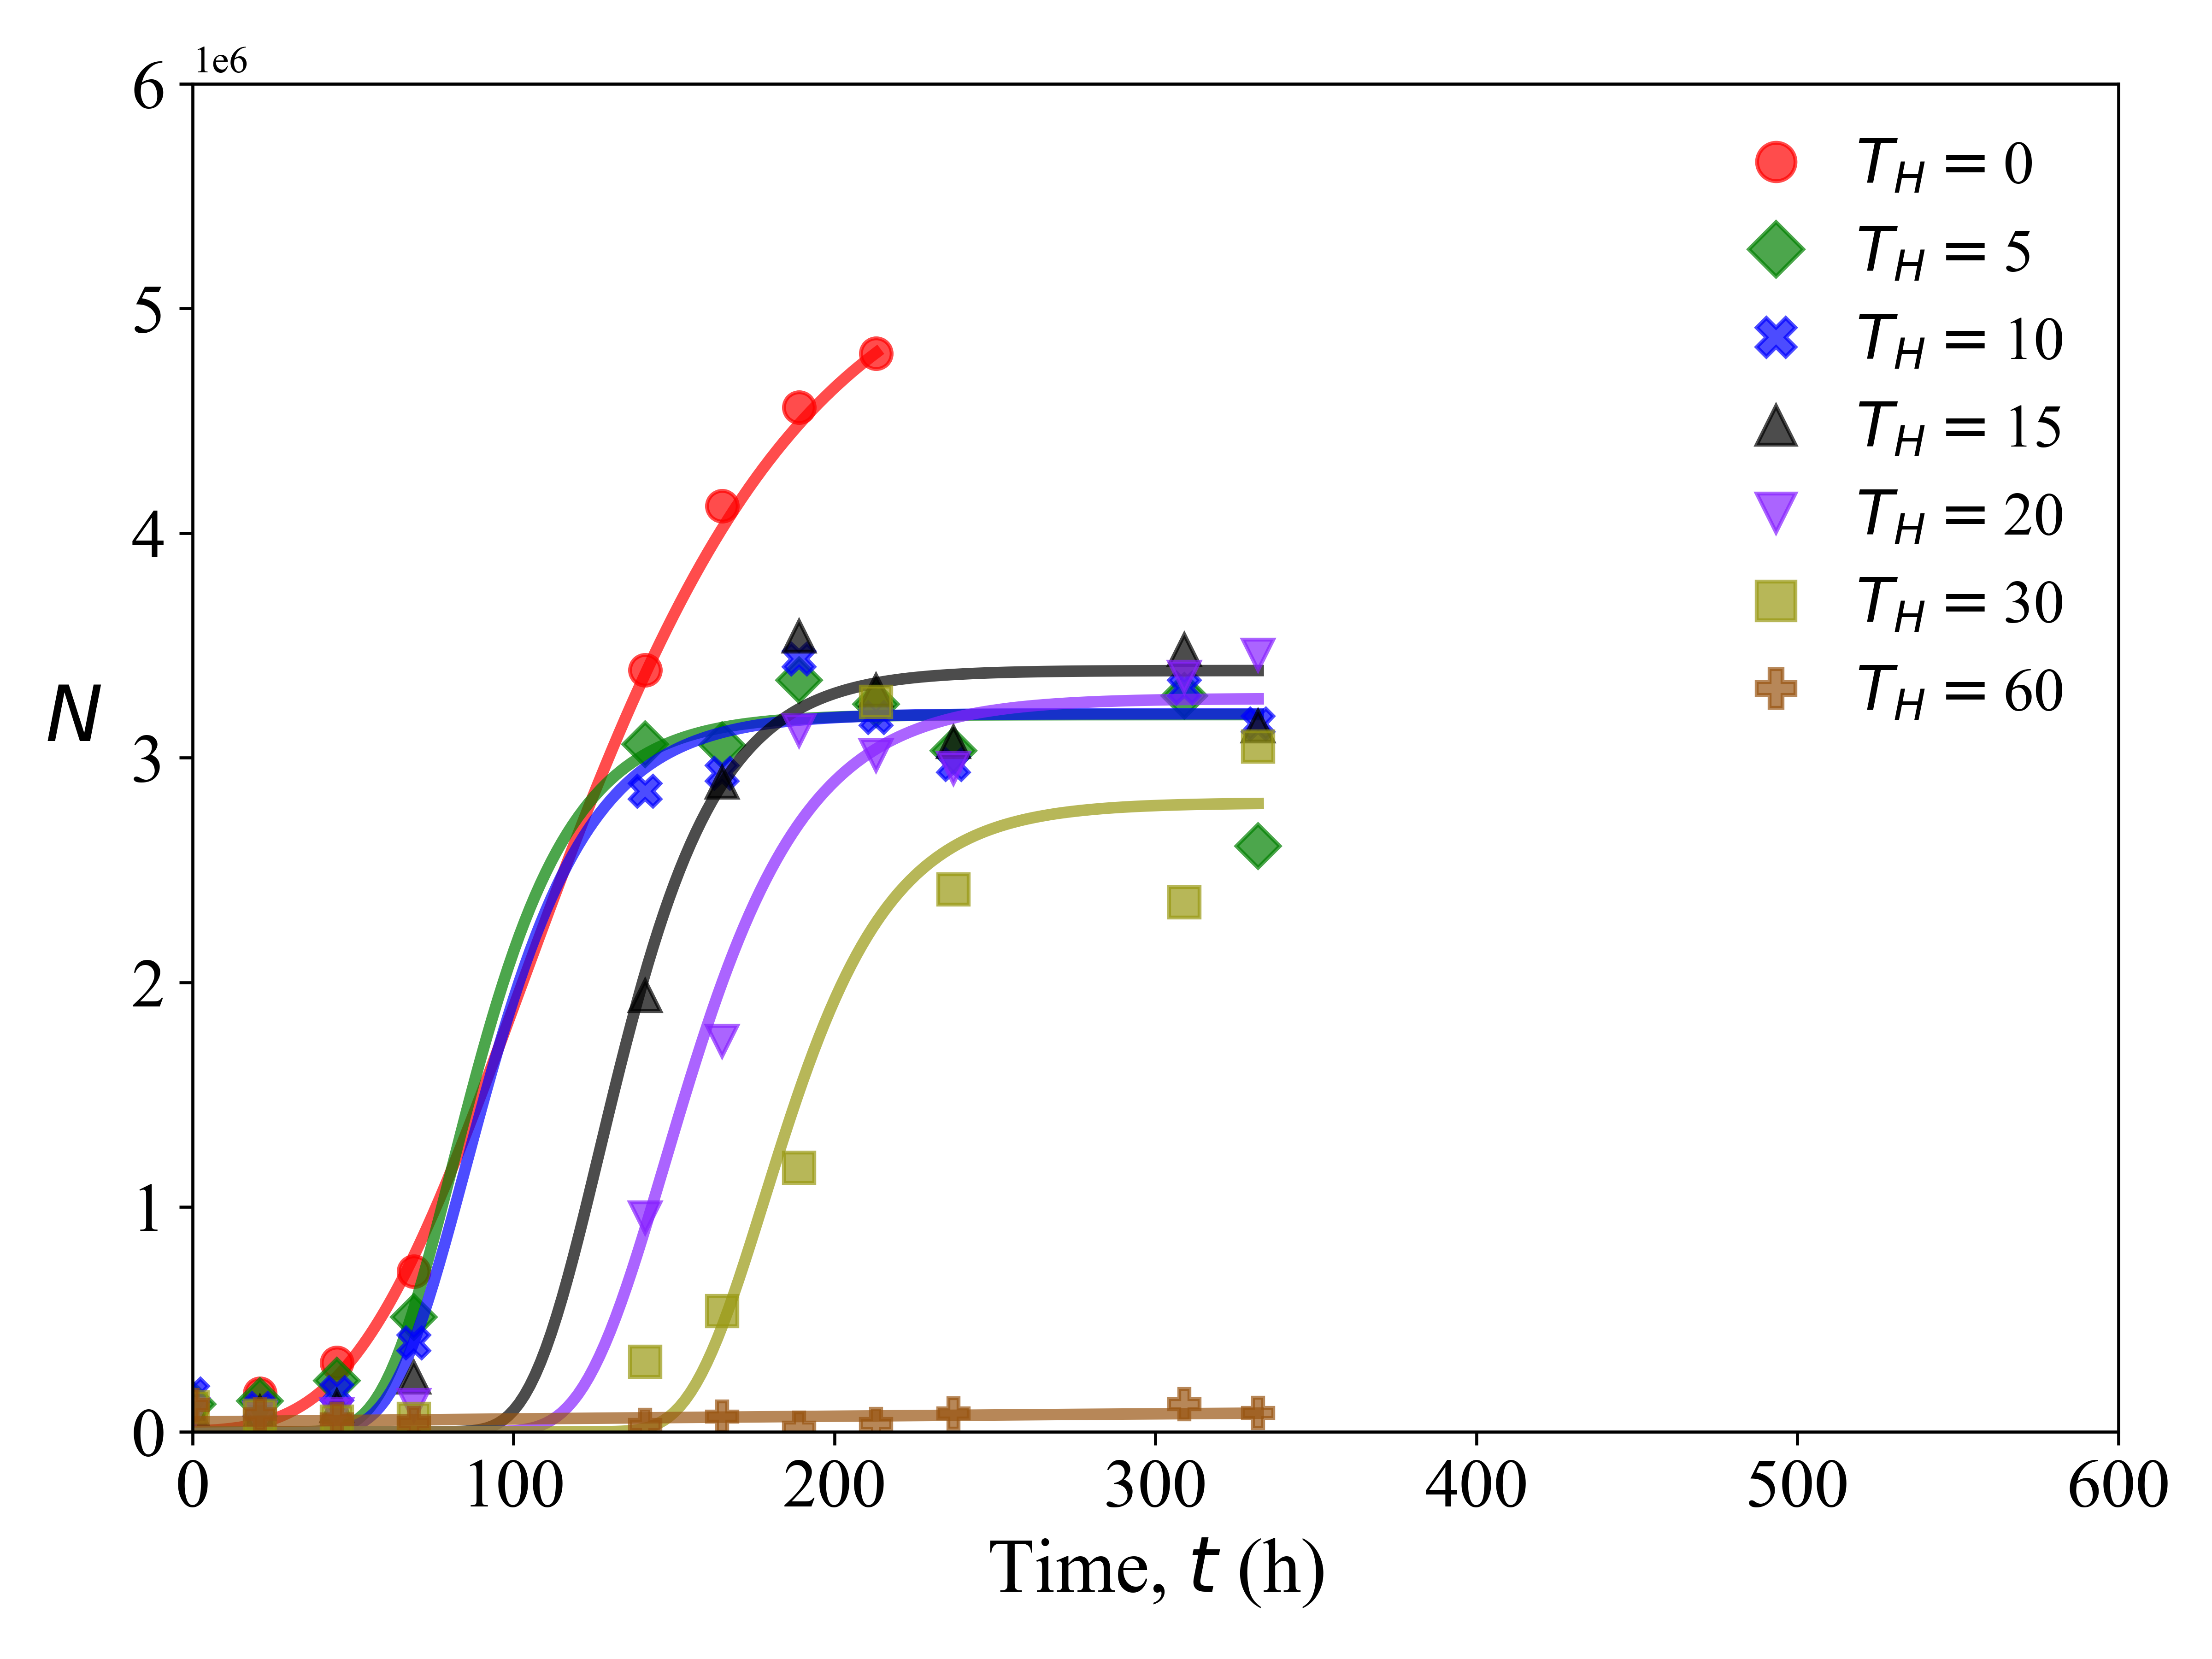 1e6
6
5
4
3
2
1
0
N
0 100 200 300 400 500 600
Time, t (h)
T_H = 0
T_H = 5
T_H = 10
T_H = 15
T_H = 20
T_H = 30
T_H = 60